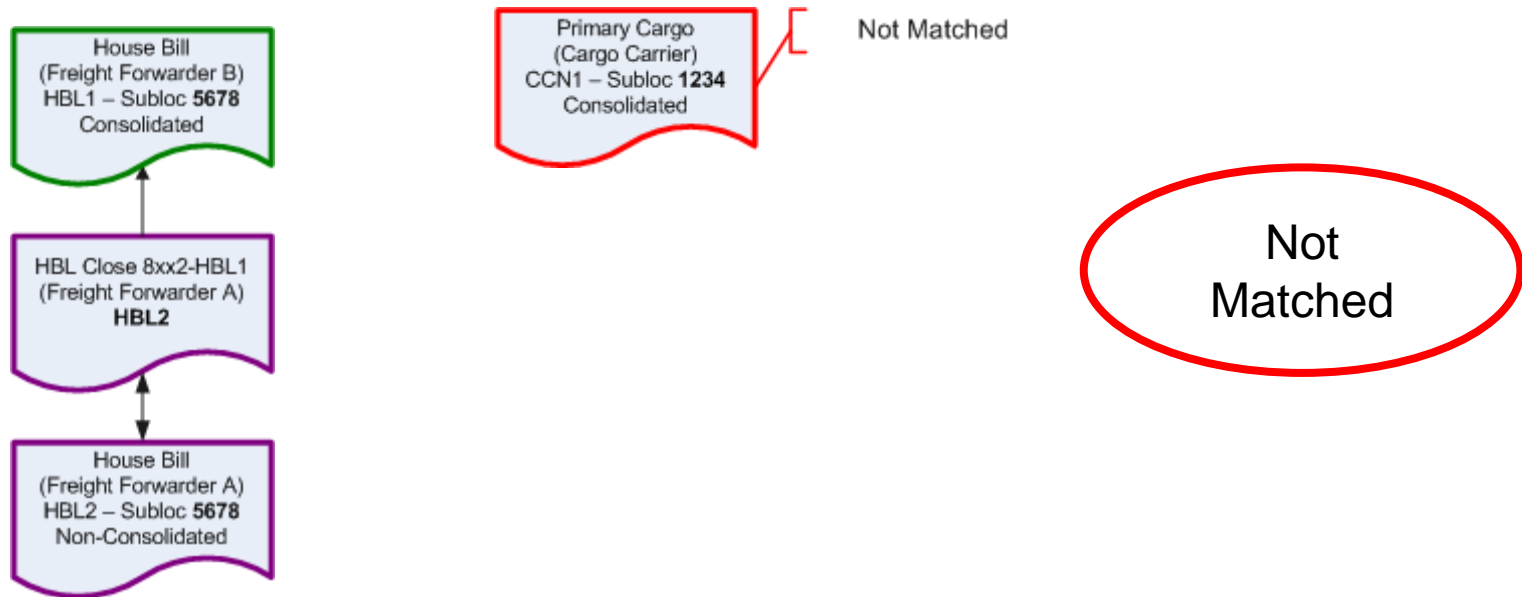 House Bill
(Freight Forwarder B)
HBL1 – Subloc 5678
Consolidated
Primary Cargo
(Cargo Carrier)
CCN1 – Subloc 1234
Consolidated
Not Matched
HBL Close 8xx2-HBL1
(Freight Forwarder A)
HBL2
Not
Matched
House Bill
(Freight Forwarder A)
HBL2 – Subloc 5678
Non-Consolidated